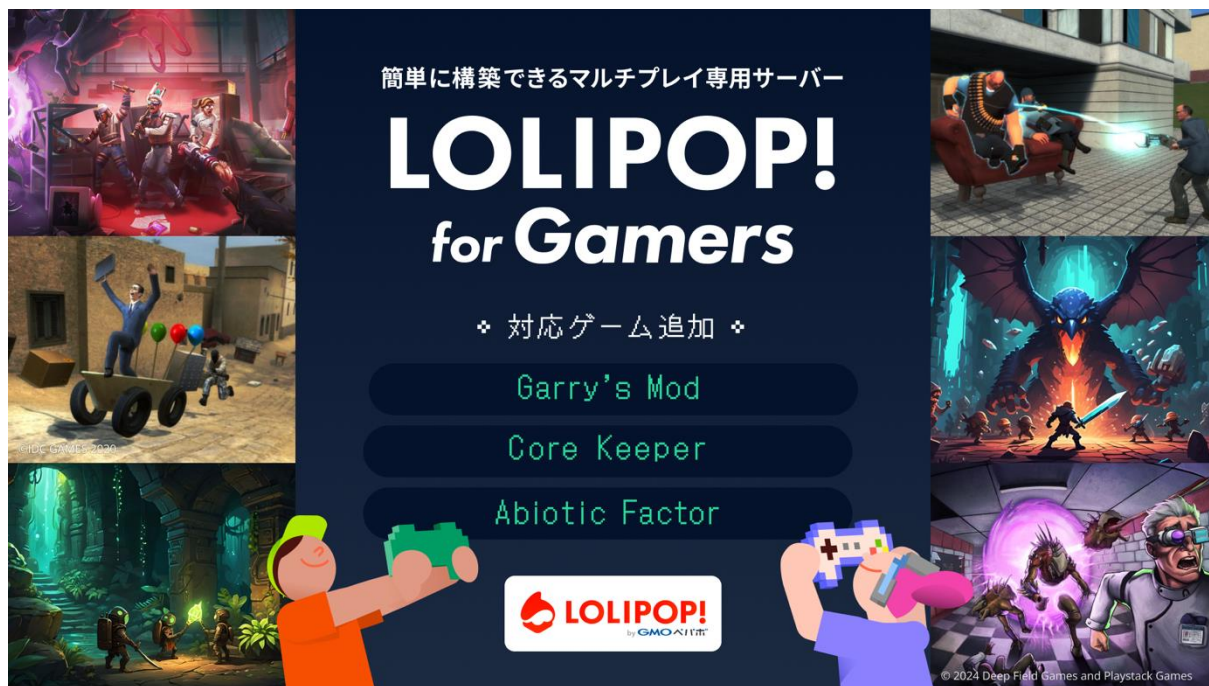 簡単に構築できるマルチプレイ専用サーバー
LOLIPOP!
for Gamers
対応ゲーム追加
Garry's Mod
Core Keeper
Abiotic Factor
LOLIPOP!
by GMOペパボ
©IDC GAMES 2020
© 2024 Deep Field Games and Playstack Games